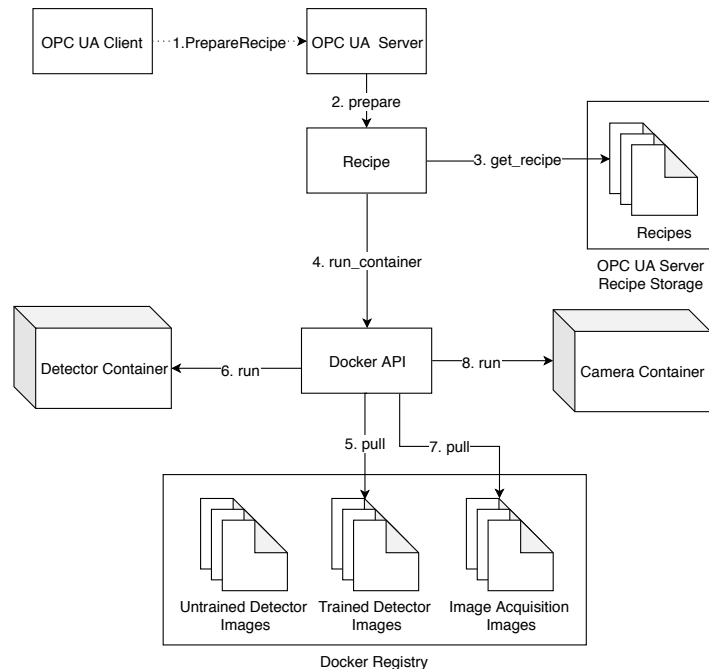 OPC UA Client
1.PrepareRecipe
OPC UA Server
2. prepare
Recipe
3. get_recipe
Recipes
OPC UA Server
Recipe Storage
4. run_container
Detector Container
6. run
Docker API
8. run
Camera Container
5. pull
7. pull
Untrained Detector
Images
Trained Detector
Images
Image Acquisition
Images
Docker Registry